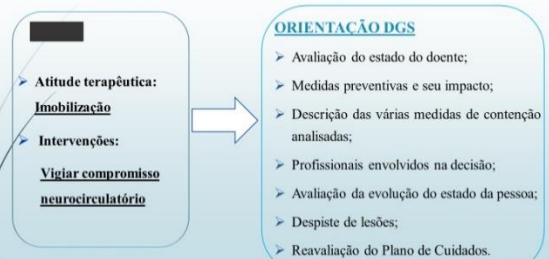 ➢ Atitude terapêutica:
Imobilização
➢ Intervenções:
Vigiar compromisso
neurocirculatório
ORIENTAÇÃO DGS
➢ Avaliação do estado do doente;
➢ Medidas preventivas e seu impacto;
➢ Descrição das várias medidas de contenção
analisadas;
➢ Profissionais envolvidos na decisão;
➢ Avaliação da evolução do estado da pessoa;
➢ Despiste de lesões;
➢ Reavaliação do Plano de Cuidados.